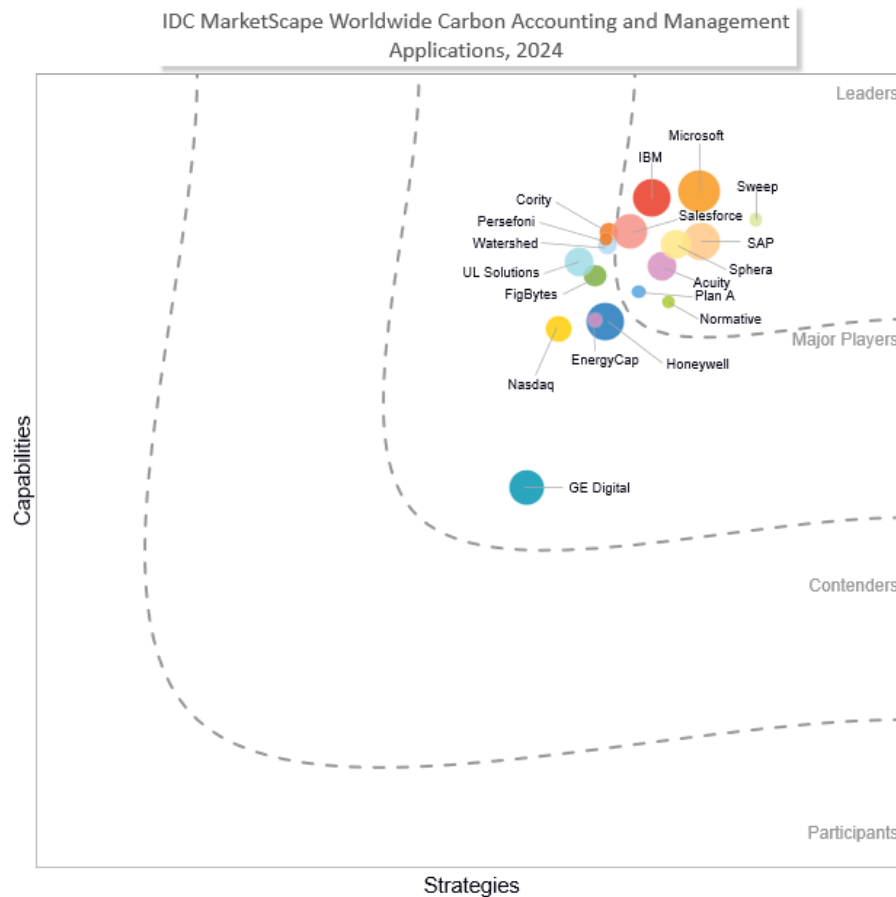 IDC MarketScape Worldwide Carbon Accounting and Management
Applications, 2024
Leaders
Microsoft
IBM
Sweep
Cority
Salesforce
Persefoni
Watershed
SAP
UL Solutions
Sphera
Acuity
FigBytes
Plan A
Normative
Major Players
EnergyCap
Honeywell
Nasdaq
Capabilities
GE Digital
Contenders
Participants
Strategies